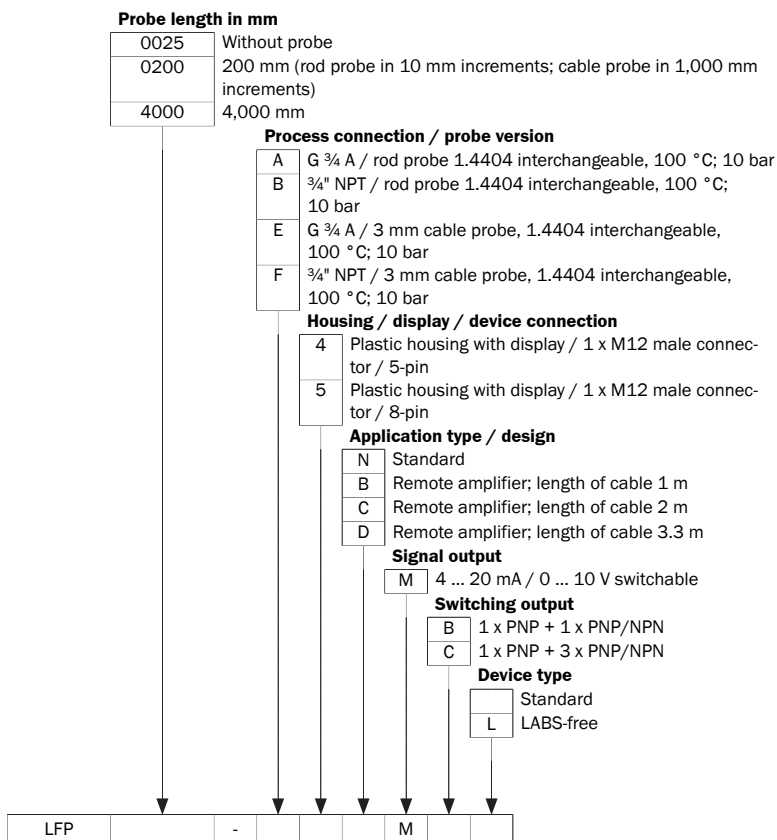 Probe length in mm
0025 Without probe
0200 200 mm (rod probe in 10 mm increments; cable probe in 1,000 mm
increments)
4000 4,000 mm
Process connection / probe version
A G ¾ A / rod probe 1.4404 interchangeable, 100 °C; 10 bar
B ¾" NPT / rod probe 1.4404 interchangeable, 100 °C;
10 bar
E G ¾ A / 3 mm cable probe, 1.4404 interchangeable,
100 °C; 10 bar
F ¾" NPT / 3 mm cable probe, 1.4404 interchangeable,
100 °C; 10 bar
Housing / display / device connection
4 Plastic housing with display / 1 x M12 male connec-
tor / 5-pin
5 Plastic housing with display / 1 x M12 male connec-
tor / 8-pin
Application type / design
N Standard
B Remote amplifier; length of cable 1 m
C Remote amplifier; length of cable 2 m
D Remote amplifier; length of cable 3.3 m
Signal output
M 4 ... 20 mA / 0 ... 10 V switchable
Switching output
B 1 x PNP + 1 x PNP/NPN
C 1 x PNP + 3 x PNP/NPN
Device type
Standard
L LABS-free
LFP - M